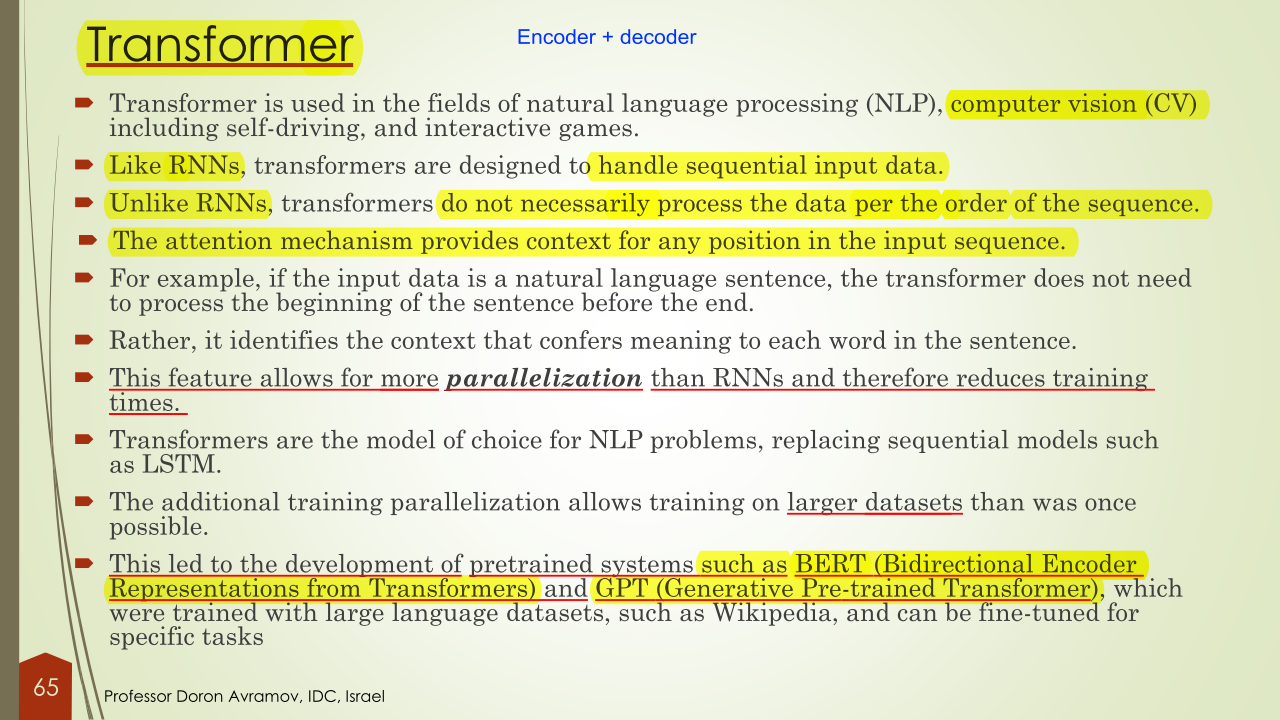 Transformer
Encoder + decoder
Transformer is used in the fields of natural language processing (NLP), computer vision (CV)
including self-driving, and interactive games.
Like RNNs, transformers are designed to handle sequential input data.
Unlike RNNs, transformers do not necessarily process the data per the order of the sequence.
The attention mechanism provides context for any position in the input sequence.
For example, if the input data is a natural language sentence, the transformer does not need
to process the beginning of the sentence before the end.
Rather, it identifies the context that confers meaning to each word in the sentence.
This feature allows for more parallelization than RNNs and therefore reduces training
times.
Transformers are the model of choice for NLP problems, replacing sequential models such
as LSTM.
The additional training parallelization allows training on larger datasets than was once
possible.
This led to the development of pretrained systems such as BERT (Bidirectional Encoder
Representations from Transformers) and GPT (Generative Pre-trained Transformer), which
were trained with large language datasets, such as Wikipedia, and can be fine-tuned for
specific tasks
65
Professor Doron Avramov, IDC, Israel